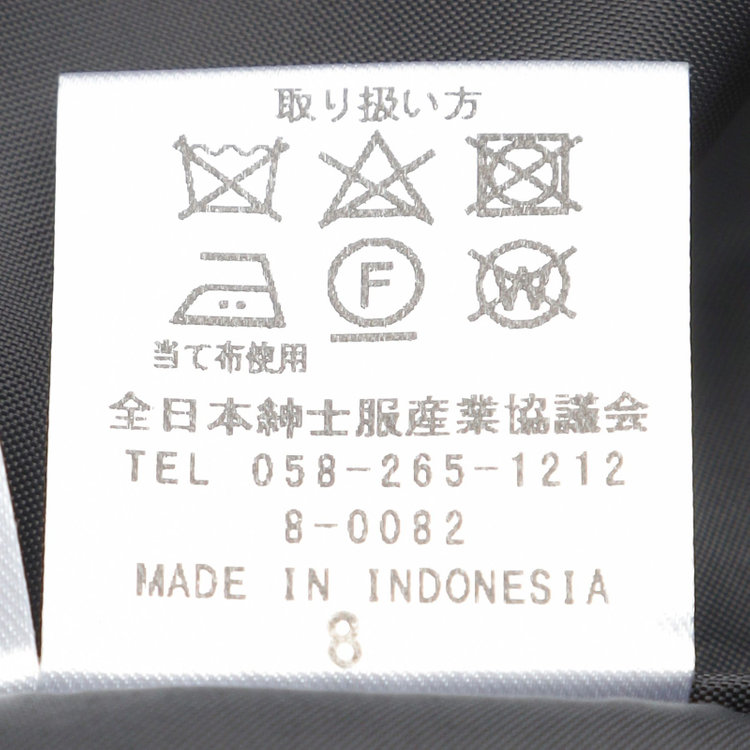 取り扱い方
F W
当て布使用
全日本紳士服産業協議会
TEL 058-265-1212
8-0082
MADE IN INDONESIA
8